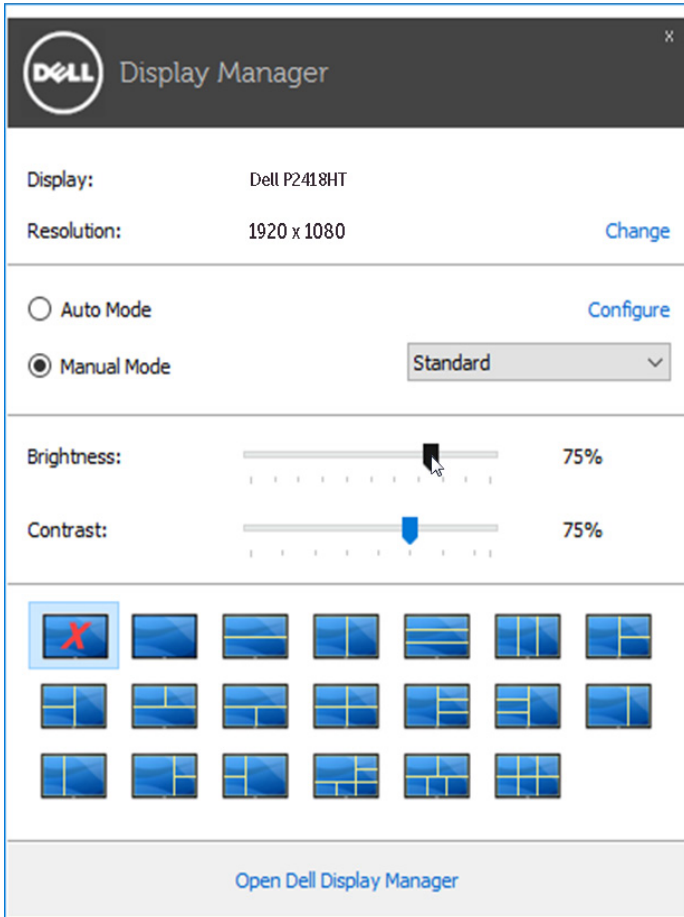 x
DELL Display Manager
Display: Dell P2418HT
Resolution: 1920 x 1080 Change
Auto Mode Configure
Manual Mode Standard
Brightness: 75%
Contrast: 75%
X
Open Dell Display Manager